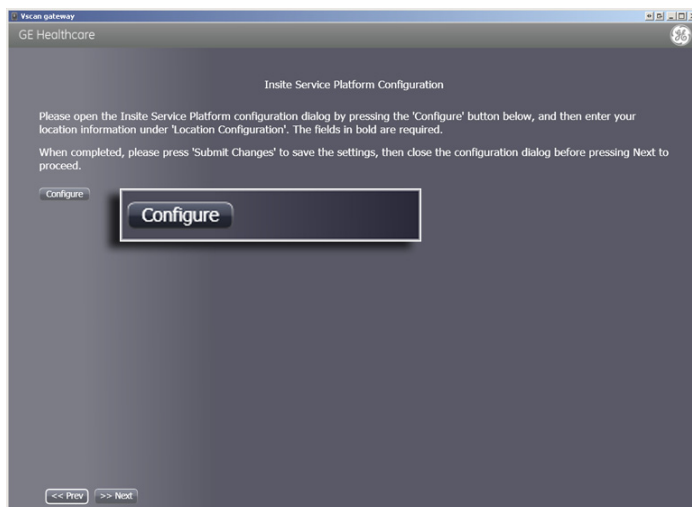 Vscan gateway
GE Healthcare
Insite Service Platform Configuration
Please open the Insite Service Platform configuration dialog by pressing the 'Configure' button below, and then enter your
location information under 'Location Configuration'. The fields in bold are required.
When completed, please press 'Submit Changes' to save the settings, then close the configuration dialog before pressing Next to
proceed.
Configure
Configure
<< Prev >> Next